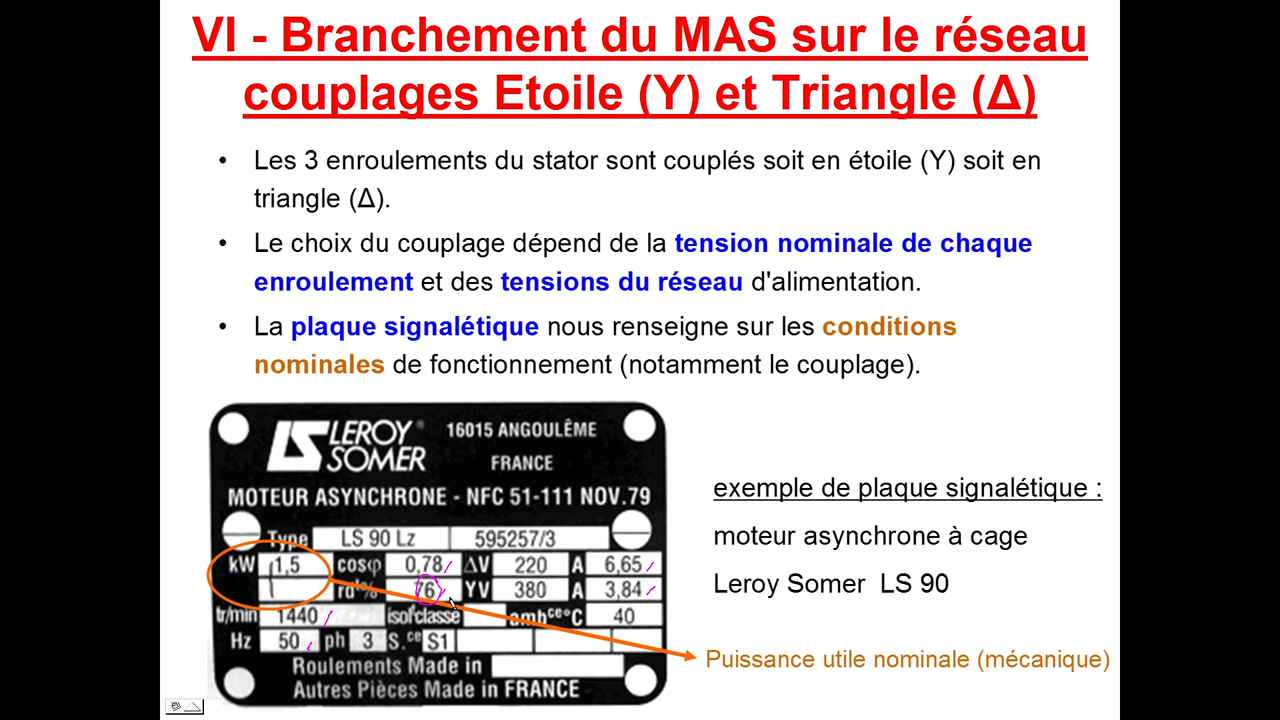 VI - Branchement du MAS sur le réseau
couplages Etoile (Y) et Triangle (Δ)
• Les 3 enroulements du stator sont couplés soit en étoile (Y) soit en
triangle (Δ).
• Le choix du couplage dépend de la tension nominale de chaque
enroulement et des tensions du réseau d'alimentation.
• La plaque signalétique nous renseigne sur les conditions
nominales de fonctionnement (notamment le couplage).
LS LEROY SOMER
16015 ANGOULÊME
FRANCE
MOTEUR ASYNCHRONE - NFC 51-111 NOV.79
Type LS 90 Lz 595257/3
kW 1,5 cosφ 0,78 ΔV 220 A 6,65
rdt% 76 YV 380 A 3,84
tr/min 1440 isolt classe ambce °C 40
Hz 50 ph 3 S.ce S1
Roulements Made in
Autres Pièces Made in FRANCE
exemple de plaque signalétique :
moteur asynchrone à cage
Leroy Somer LS 90
Puissance utile nominale (mécanique)